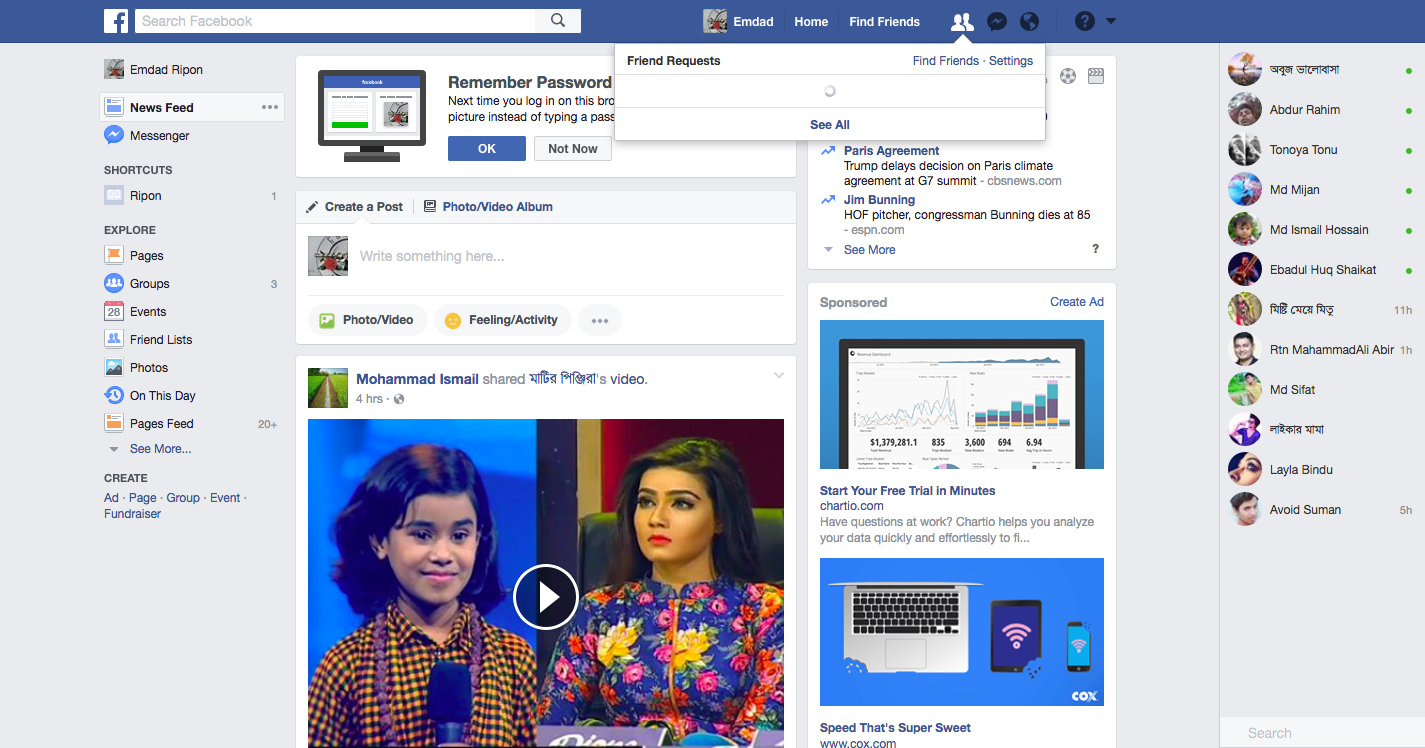 Search Facebook
Emdad
Home
Find Friends
Friend Requests
Find Friends · Settings
See All
Emdad Ripon
News Feed
Messenger
SHORTCUTS
Ripon 1
EXPLORE
Pages
Groups 3
28 Events
Friend Lists
Photos
On This Day
Pages Feed 20+
See More...
CREATE
Ad · Page · Group · Event ·
Fundraiser
facebook
Remember Password
Next time you log in on this bro
picture instead of typing a pass
OK
Not Now
Create a Post
Photo/Video Album
Write something here...
Photo/Video
Feeling/Activity
Mohammad Ismail shared মাটির পিঞ্জিরা's video.
4 hrs ·
Paris Agreement
Trump delays decision on Paris climate
agreement at G7 summit - cbsnews.com
Jim Bunning
HOF pitcher, congressman Bunning dies at 85
- espn.com
See More
?
Sponsored
Create Ad
Revenue Dashboard
$1,379,281.1 835 3,600 694 6.94
Start Your Free Trial in Minutes
chartio.com
Have questions at work? Chartio helps you analyze
your data quickly and effortlessly to fi...
COX
Speed That's Super Sweet
www.cox.com
অবুজ ভালোবাসা
Abdur Rahim
Tonoya Tonu
Md Mijan
Md Ismail Hossain
Ebadul Huq Shaikat
মিষ্টি মেয়ে মিতু 11h
Rtn MahammadAli Abir 1h
Md Sifat
লাইকার মামা
Layla Bindu
Avoid Suman 5h
Search